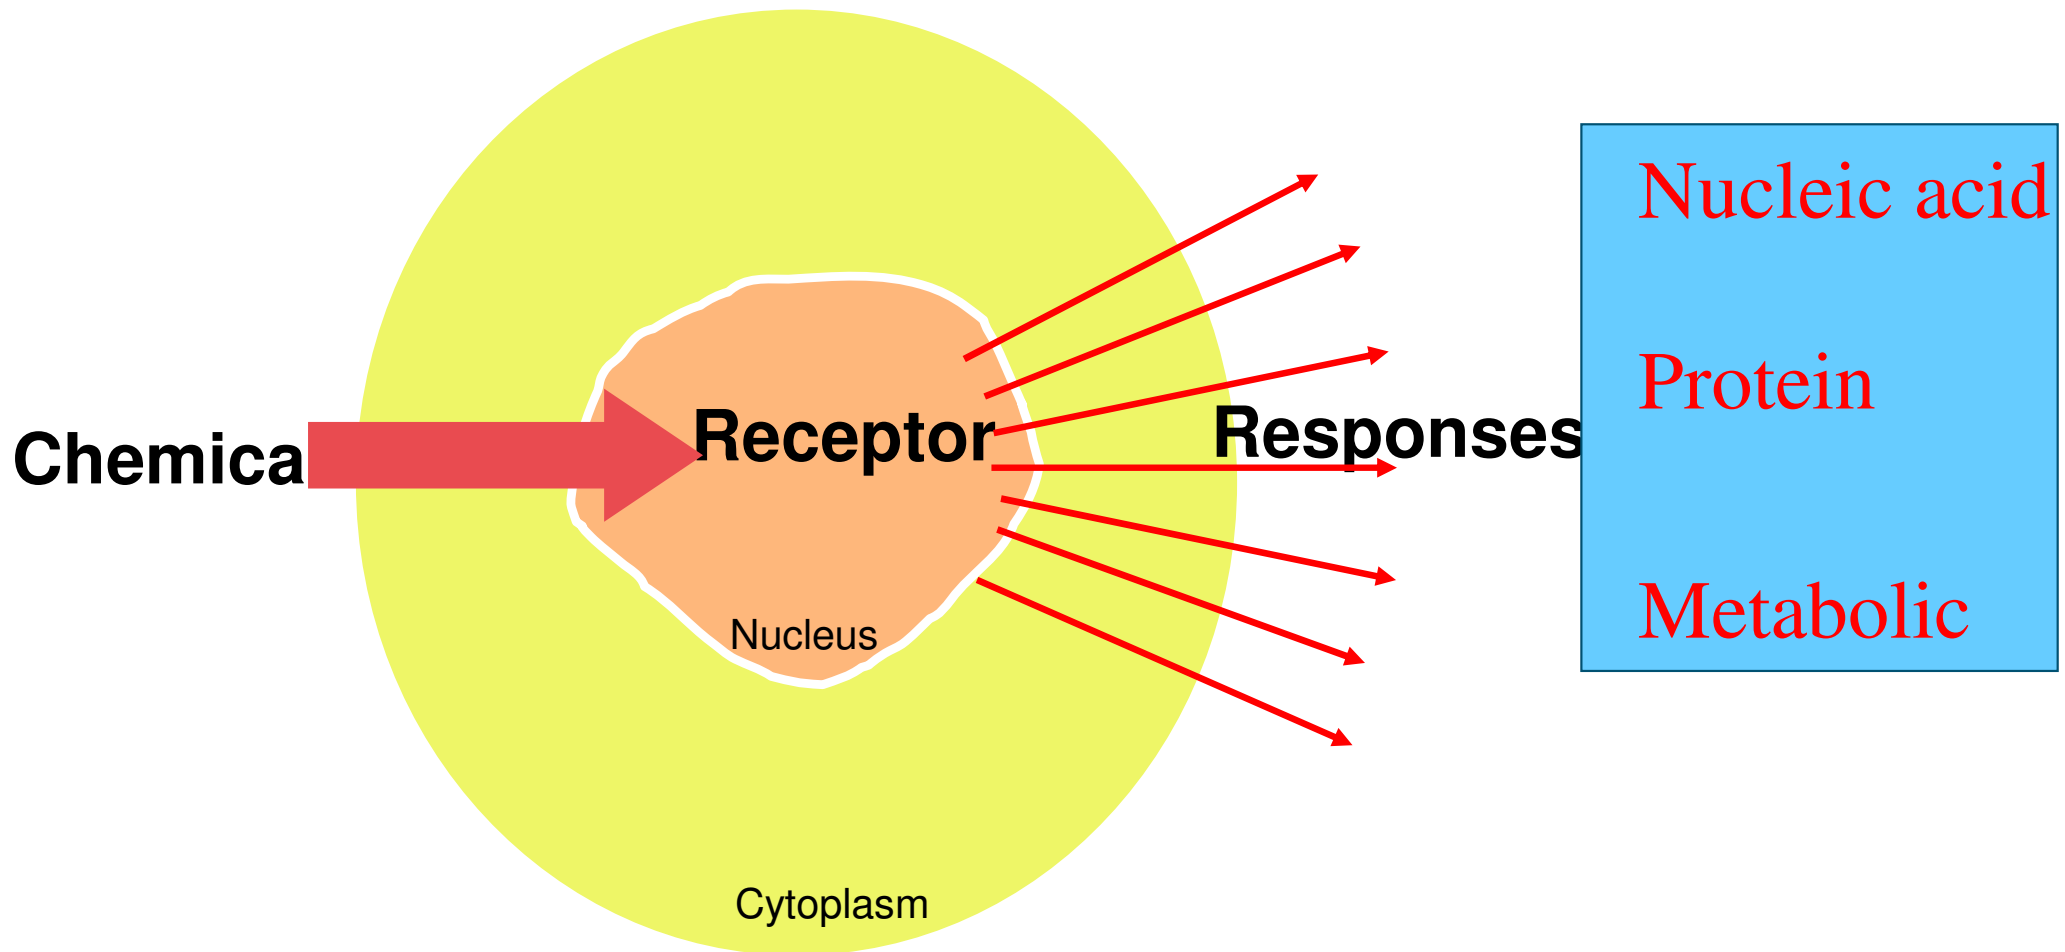 Nucleic acid
Protein
Chemica
Receptor
Responses
Metabolic
Nucleus
Cytoplasm